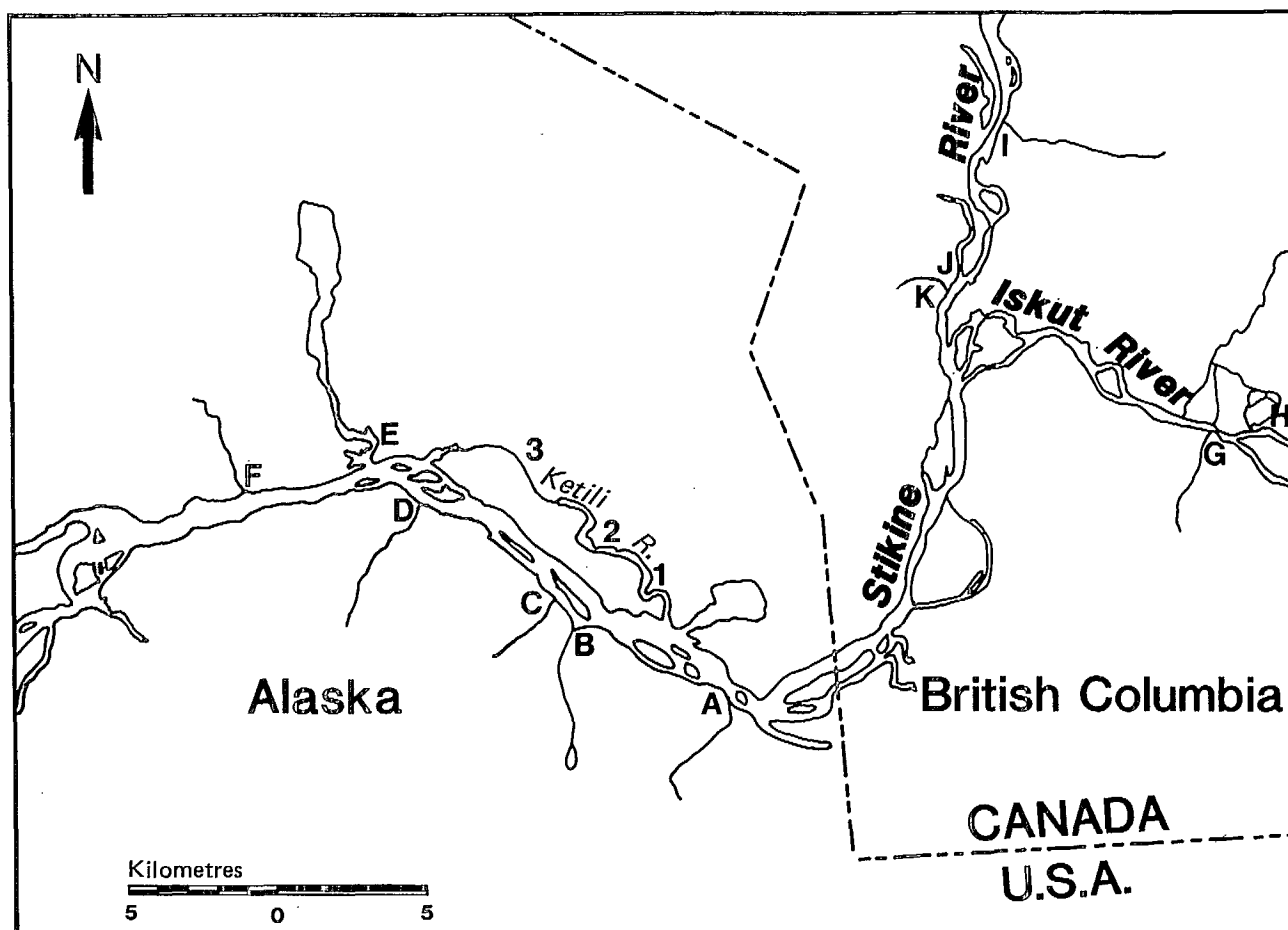 N
River
I
J
K
Iskut River
H
G
E
3
Ketili R.
F
2
D
1
Stikine
C
B
Alaska
A
British Columbia
CANADA
U.S.A.
Kilometres
5 0 5